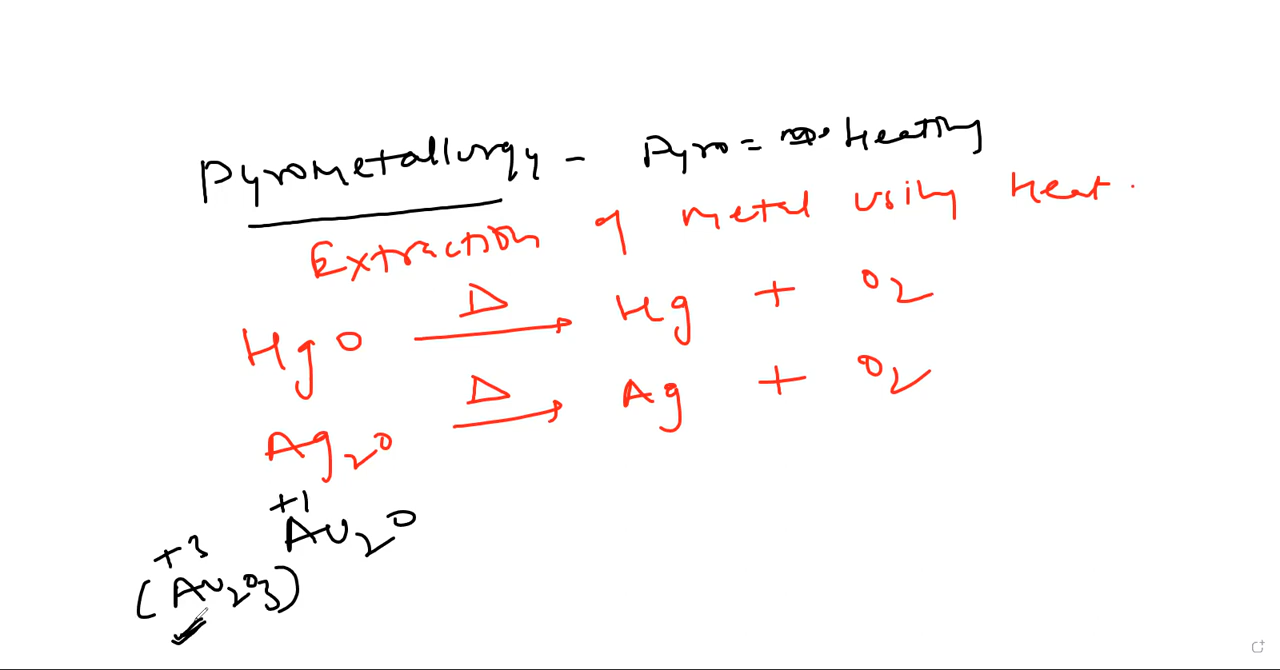 Pyrometallurgy - Pyro = Heating
Extraction of metal using Heat.
HgO Δ → Hg + O2
Ag2O Δ → Ag + O2
+1
Au2O
+3
(Au2O3)